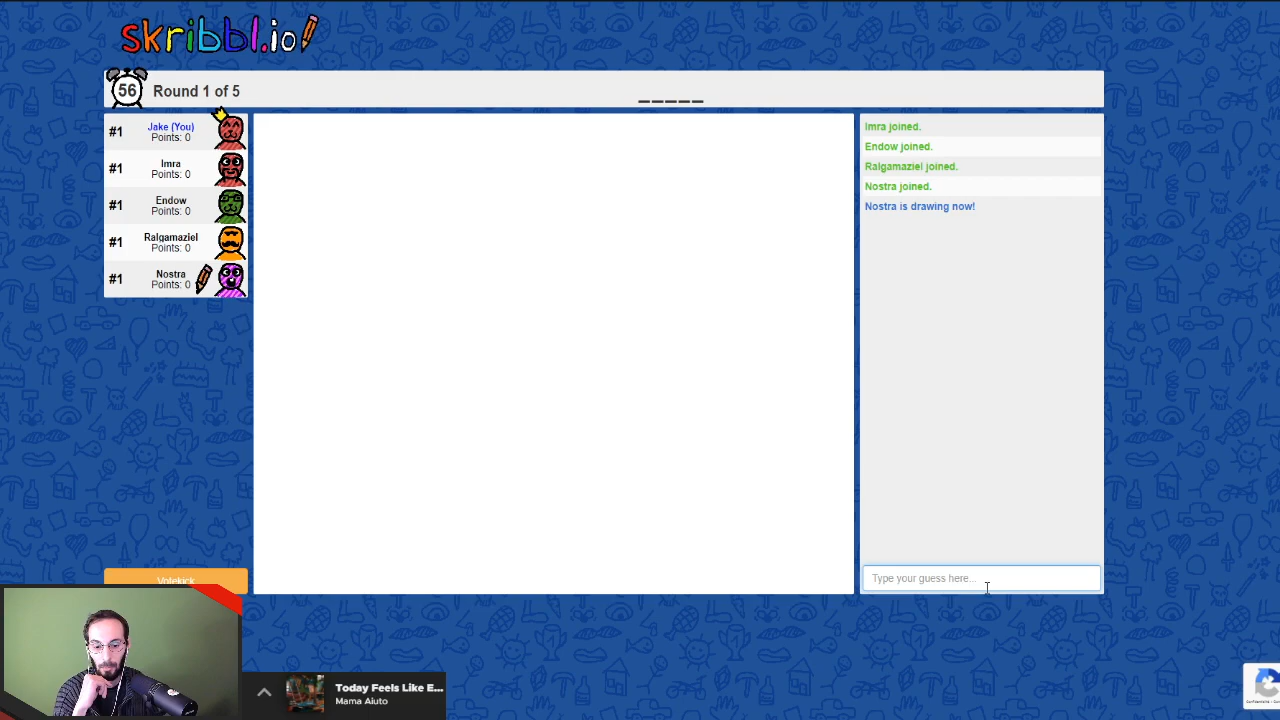 skribbl.io
56
Round 1 of 5
_____
#1
Jake (You)
Points: 0
#1
Imra
Points: 0
#1
Endow
Points: 0
#1
Ralgamaziel
Points: 0
#1
Nostra
Points: 0
Imra joined.
Endow joined.
Ralgamaziel joined.
Nostra joined.
Nostra is drawing now!
Type your guess here...
Votekick
Today Feels Like E...
Mama Aiuto